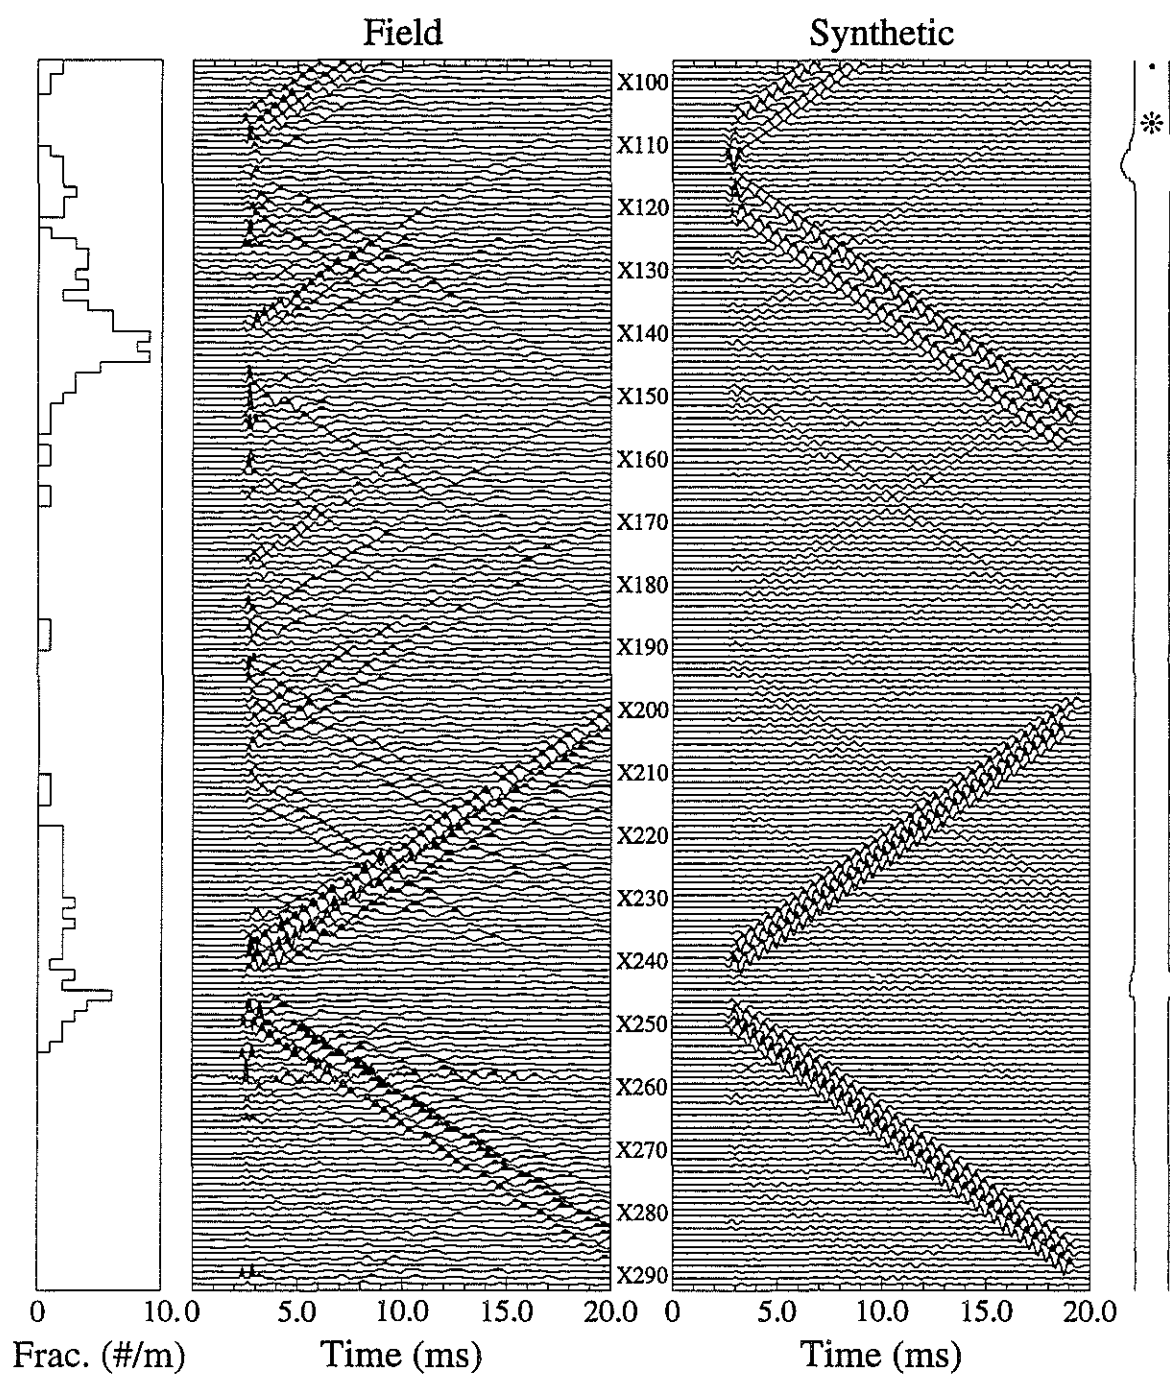 Field Synthetic
X100
X110
X120
X130
X140
X150
X160
X170
X180
X190
X200
X210
X220
X230
X240
X250
X260
X270
X280
X290
0 10.0 5.0 10.0 15.0 20.0 0 5.0 10.0 15.0 20.0
Frac. (#/m) Time (ms) Time (ms)